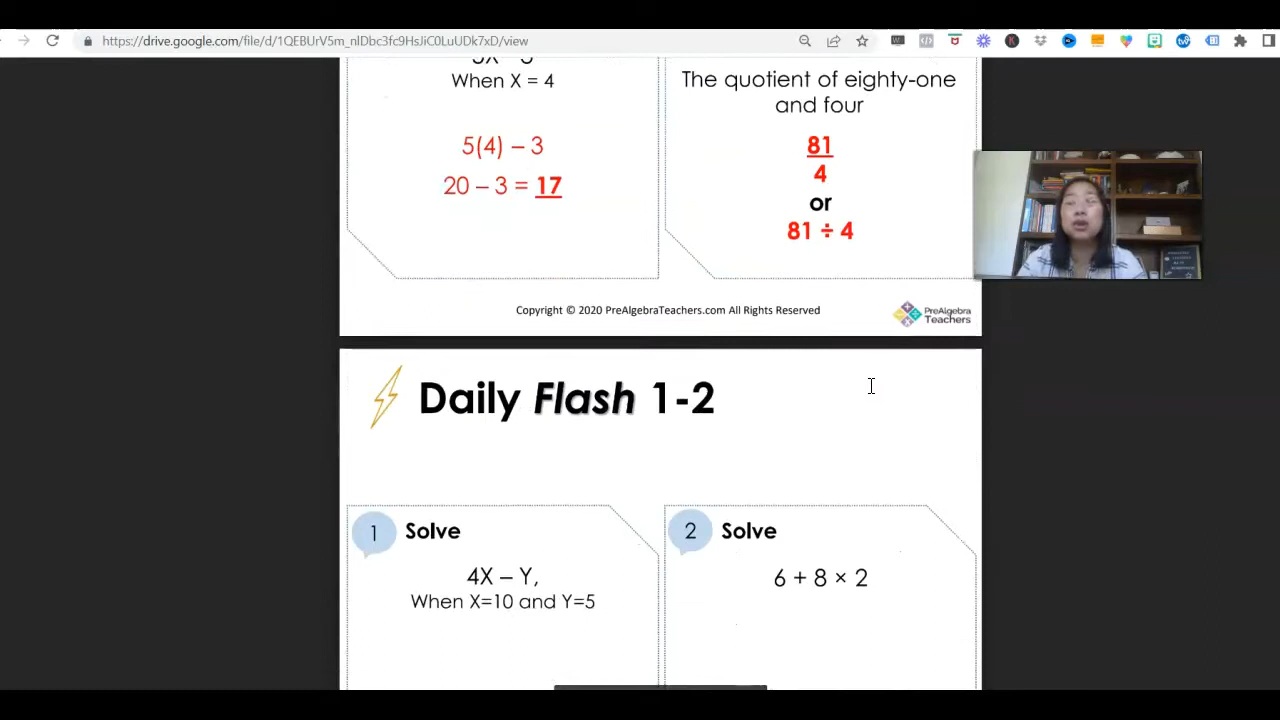 https://drive.google.com/file/d/1QEBUrV5m_nlDbc3fc9HsJiC0LuUDk7xD/view
When X = 4
5(4) – 3
20 – 3 = 17
The quotient of eighty-one
and four
81
4
or
81 ÷ 4
Copyright © 2020 PreAlgebraTeachers.com All Rights Reserved
PreAlgebra
Teachers
Daily Flash 1-2
1 Solve
4X – Y,
When X=10 and Y=5
2 Solve
6 + 8 × 2